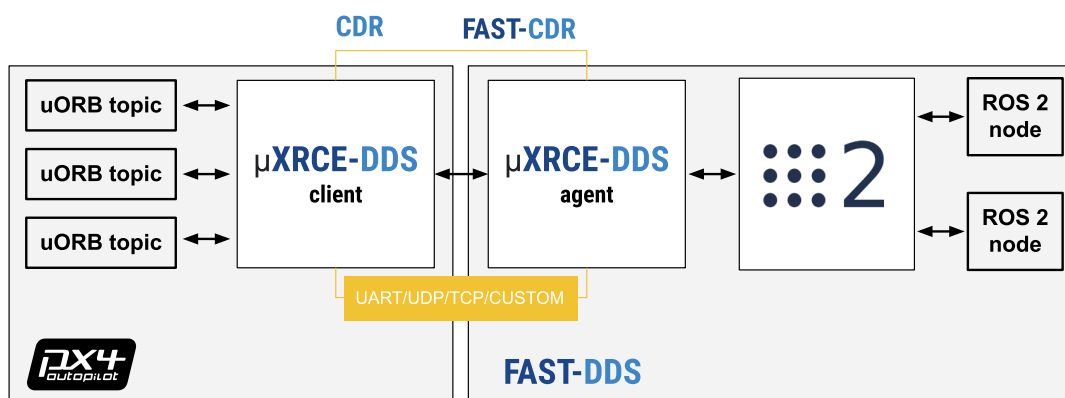 CDR
FAST-CDR
uORB topic
uORB topic
uORB topic
µXRCE-DDS
client
µXRCE-DDS
agent
2
ROS 2
node
ROS 2
node
UART/UDP/TCP/CUSTOM
px4
autopilot
FAST-DDS